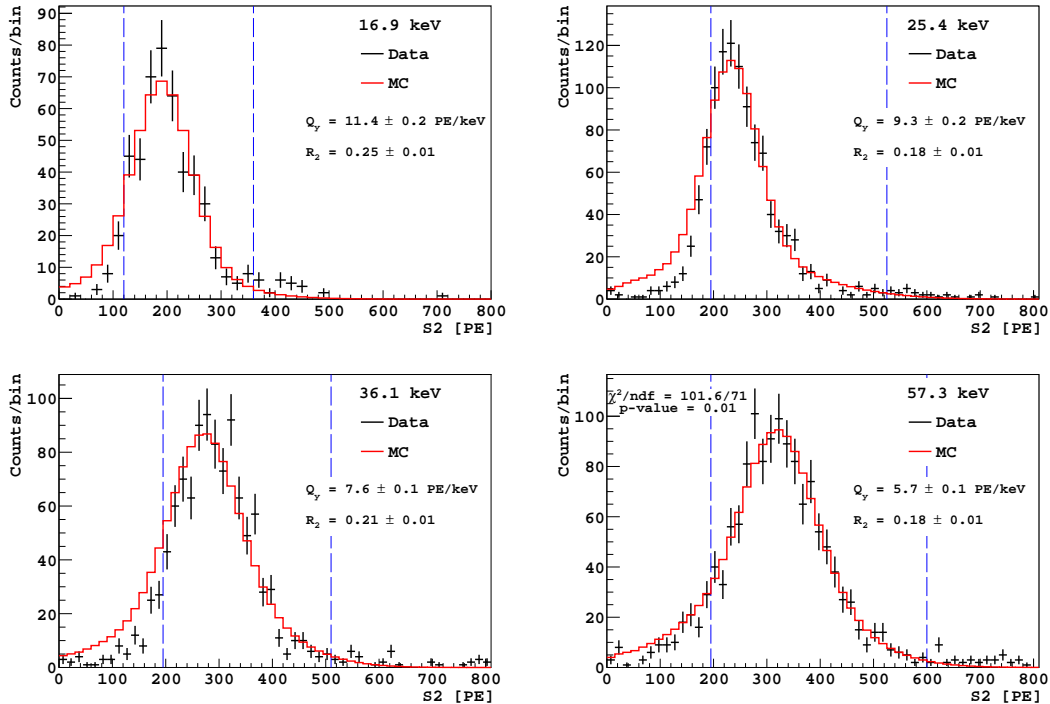 Counts/bin
90
80
70
60
50
40
30
20
10
0
16.9 keV
Data
MC
Q_y = 11.4 ± 0.2 PE/keV
R_2 = 0.25 ± 0.01
0 100 200 300 400 500 600 700 800
S2 [PE]
Counts/bin
120
100
80
60
40
20
0
25.4 keV
Data
MC
Q_y = 9.3 ± 0.2 PE/keV
R_2 = 0.18 ± 0.01
0 100 200 300 400 500 600 700 800
S2 [PE]
Counts/bin
100
80
60
40
20
0
36.1 keV
Data
MC
Q_y = 7.6 ± 0.1 PE/keV
R_2 = 0.21 ± 0.01
0 100 200 300 400 500 600 700 800
S2 [PE]
Counts/bin
100
80
60
40
20
0
χ²/ndf = 101.6/71
p-value = 0.01
57.3 keV
Data
MC
Q_y = 5.7 ± 0.1 PE/keV
R_2 = 0.18 ± 0.01
0 100 200 300 400 500 600 700 800
S2 [PE]